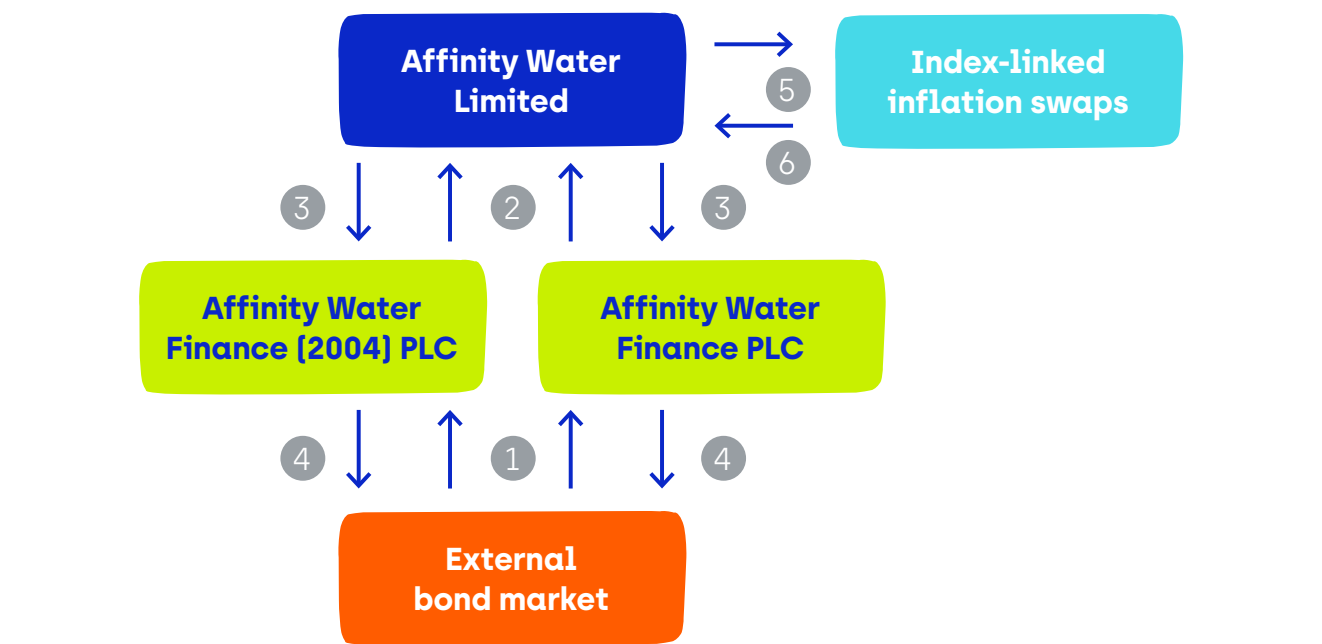 Affinity Water
Limited
Index-linked
inflation swaps
5
6
3
2
3
Affinity Water
Finance (2004) PLC
Affinity Water
Finance PLC
4
1
4
External
bond market